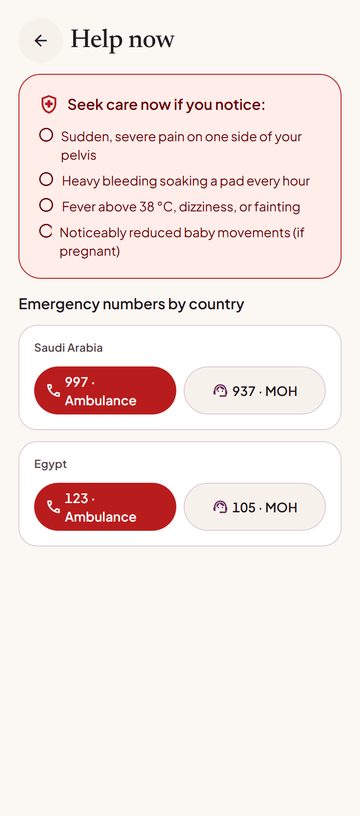 Help now
Seek care now if you notice:
Sudden, severe pain on one side of your
pelvis
Heavy bleeding soaking a pad every hour
Fever above 38 °C, dizziness, or fainting
Noticeably reduced baby movements (if
pregnant)
Emergency numbers by country
Saudi Arabia
997 ·
Ambulance
937 · MOH
Egypt
123 ·
Ambulance
105 · MOH